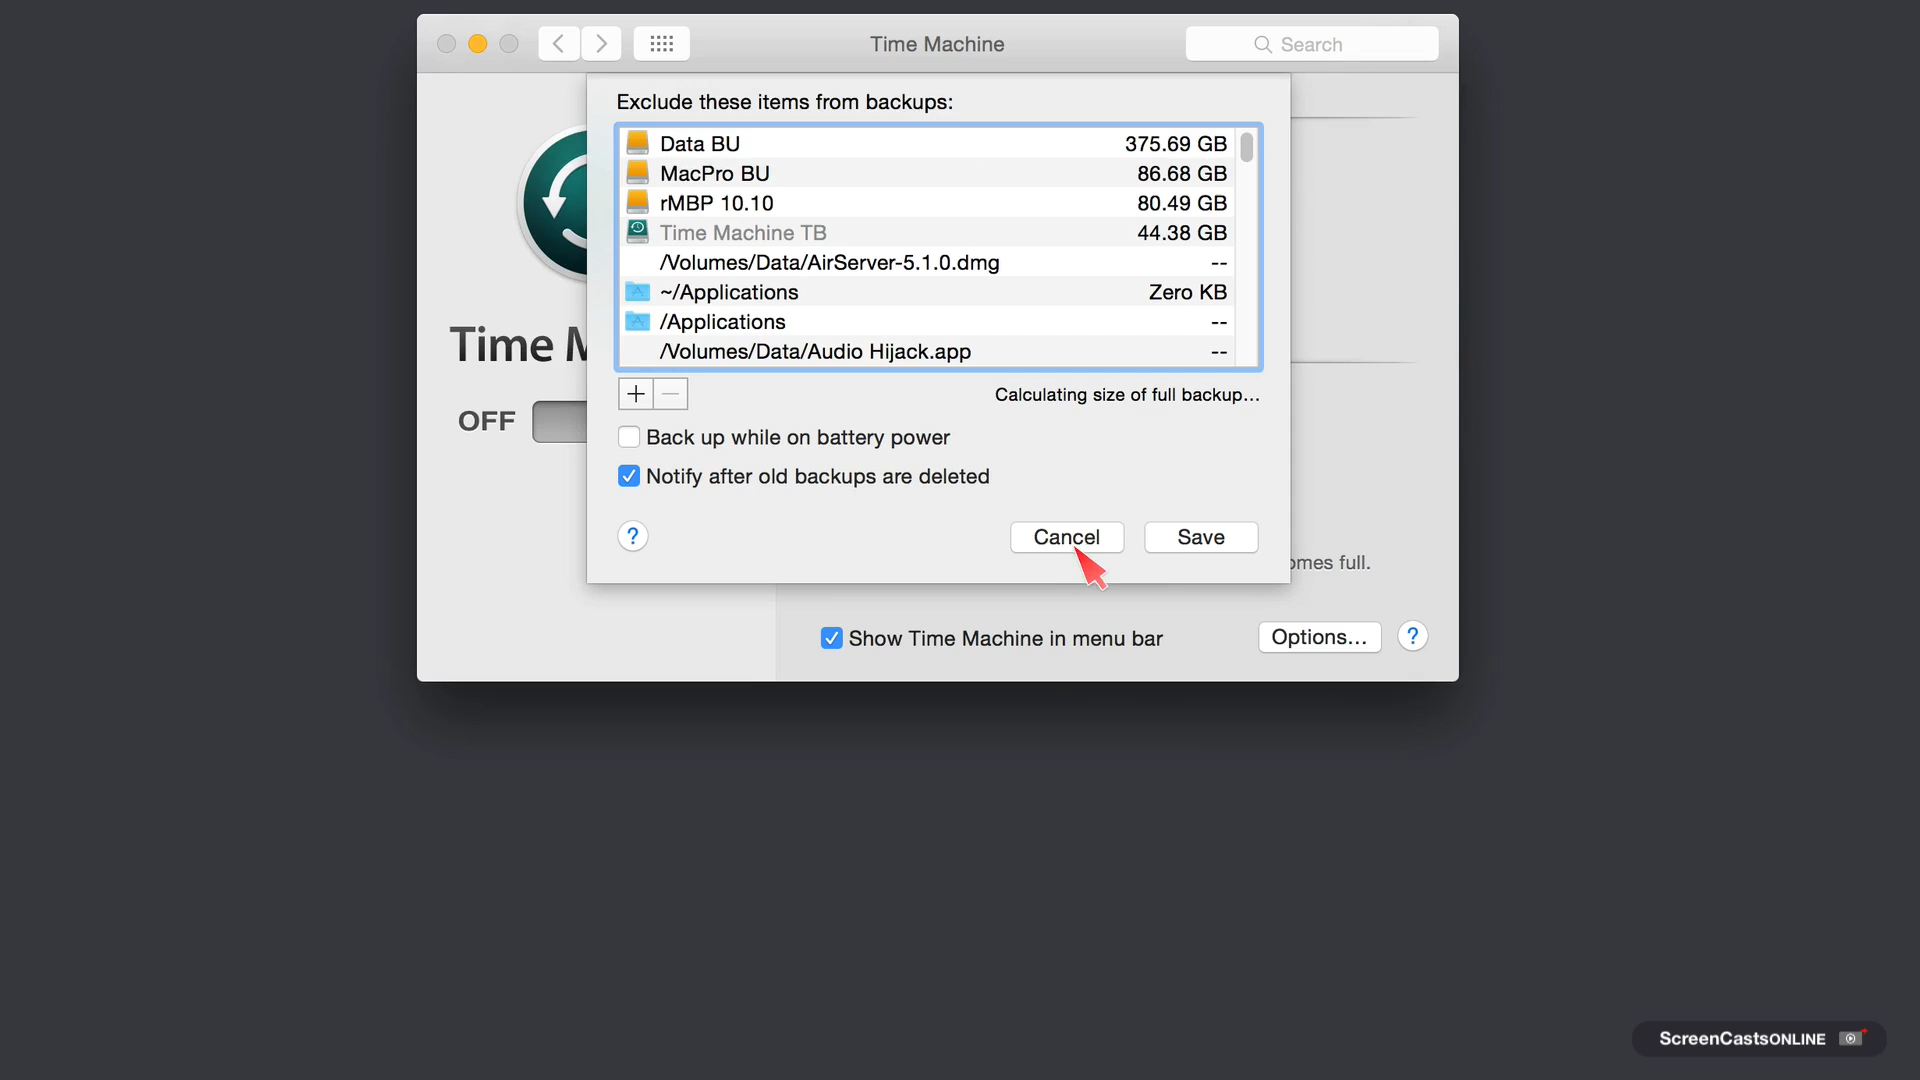 Time Machine
Search
Exclude these items from backups:
Data BU 375.69 GB
MacPro BU 86.68 GB
rMBP 10.10 80.49 GB
Time Machine TB 44.38 GB
/Volumes/Data/AirServer-5.1.0.dmg --
~/Applications Zero KB
/Applications --
/Volumes/Data/Audio Hijack.app --
Time M
+ − Calculating size of full backup...
OFF
Back up while on battery power
Notify after old backups are deleted
? Cancel Save
omes full.
Show Time Machine in menu bar Options... ?
ScreenCastsONLINE